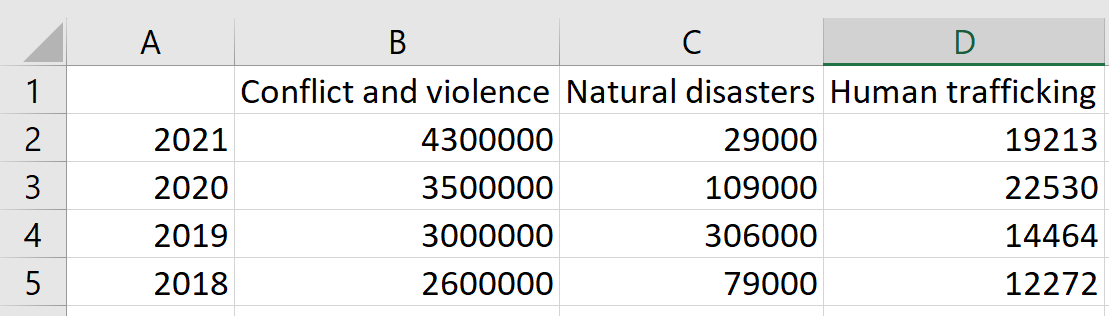 A B C D
1 Conflict and violence Natural disasters Human trafficking
2 2021 4300000 29000 19213
3 2020 3500000 109000 22530
4 2019 3000000 306000 14464
5 2018 2600000 79000 12272